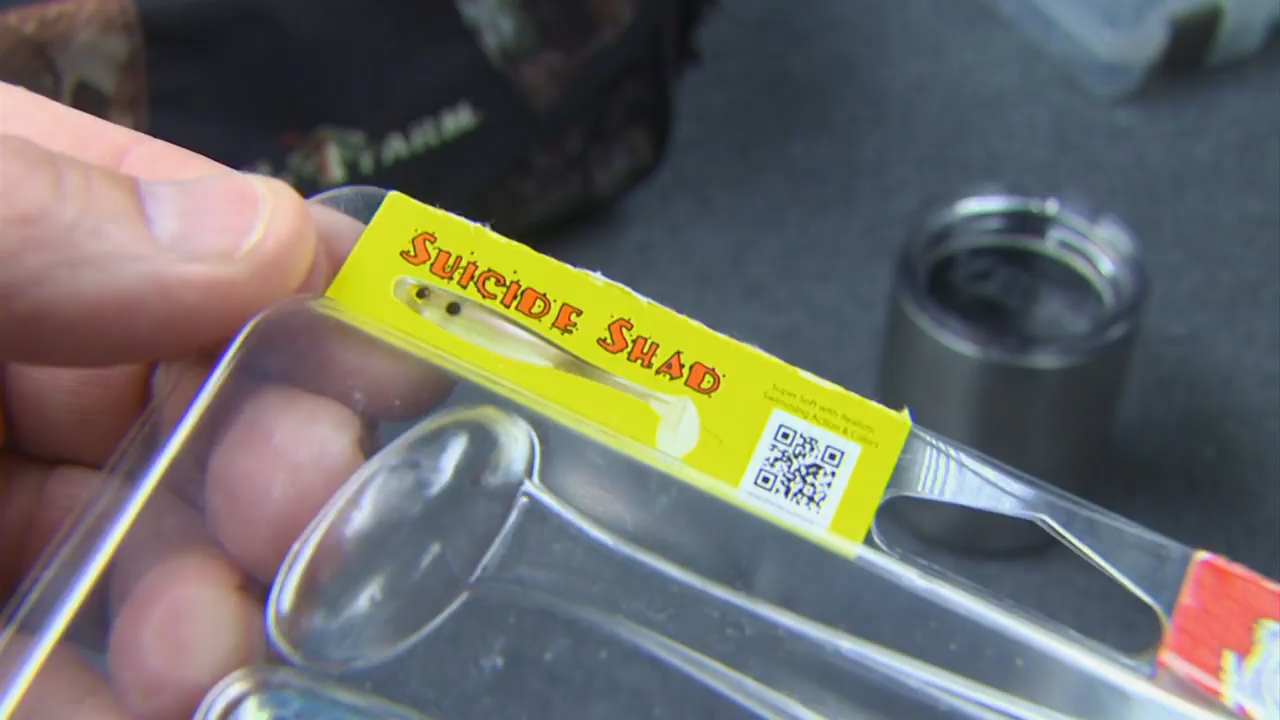 SUICIDE SHAD
Super Soft with Realistic
Swimming Action & Colors